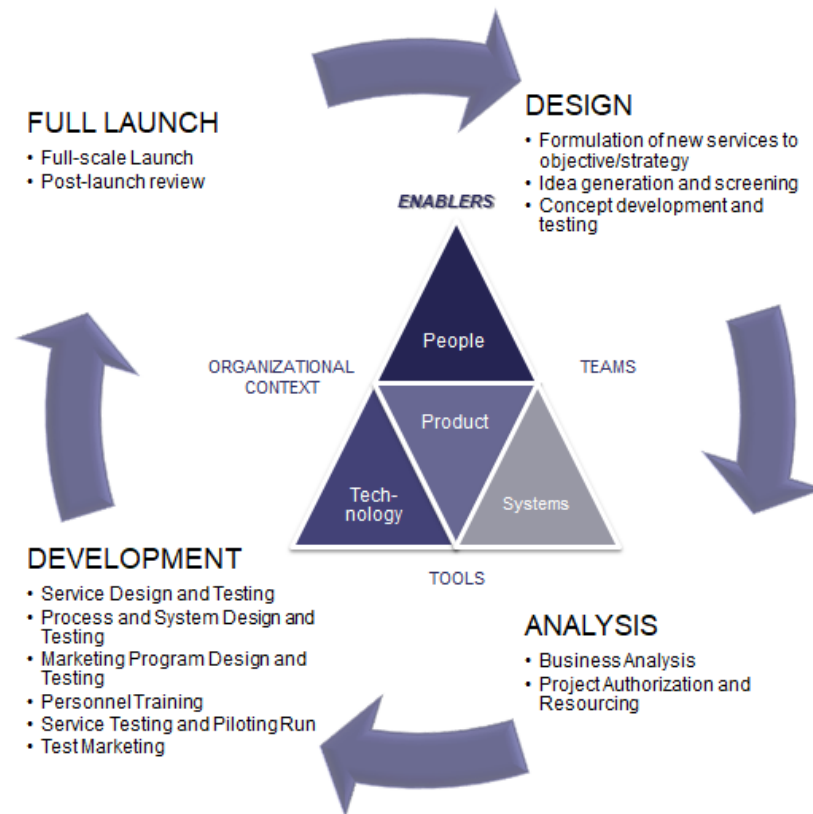 FULL LAUNCH
• Full-scale Launch
• Post-launch review
DESIGN
• Formulation of new services to
objective/strategy
• Idea generation and screening
• Concept development and
testing
ENABLERS
People
ORGANIZATIONAL
CONTEXT
TEAMS
Product
Tech-
nology
Systems
TOOLS
DEVELOPMENT
• Service Design and Testing
• Process and System Design and
Testing
• Marketing Program Design and
Testing
• Personnel Training
• Service Testing and Piloting Run
• Test Marketing
ANALYSIS
• Business Analysis
• Project Authorization and
Resourcing